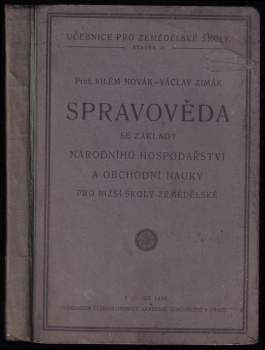 UČEBNICE PRO ZEMĚDĚLSKÉ ŠKOLY
Prof. VILÉM NOVÁK-VÁCLAV ZIMÁK
SPRAVOVĚDA
SE ZÁKLADY
NÁRODNÍHO HOSPODÁŘSTVÍ
A OBCHODNÍ NAUKY
PRO NIŽŠÍ ŠKOLY ZEMĚDĚLSKÉ